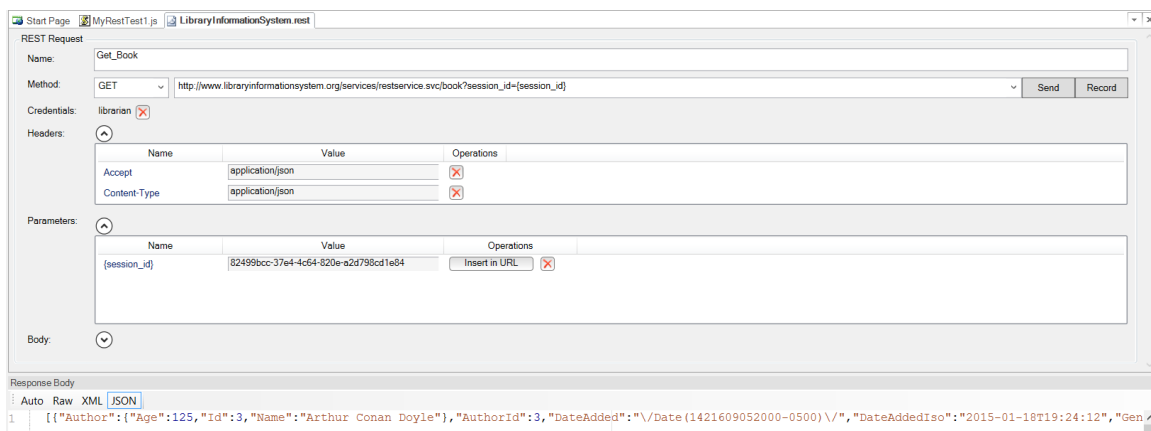 Start Page MyRestTest1.js LibraryInformationSystem.rest
REST Request
Name: Get_Book
Method: GET http://www.libraryinformationsystem.org/services/restservice.svc/book?session_id={session_id} Send Record
Credentials: librarian
Headers:
Name Value Operations
Accept application/json
Content-Type application/json
Parameters:
Name Value Operations
{session_id} 82499bcc-37e4-4c64-820e-a2d798cd1e84 Insert in URL
Body:
Response Body
Auto Raw XML JSON
1 [{"Author":{"Age":125,"Id":3,"Name":"Arthur Conan Doyle"},"AuthorId":3,"DateAdded":"\/Date(1421609052000-0500)\/","DateAddedIso":"2015-01-18T19:24:12","Gen